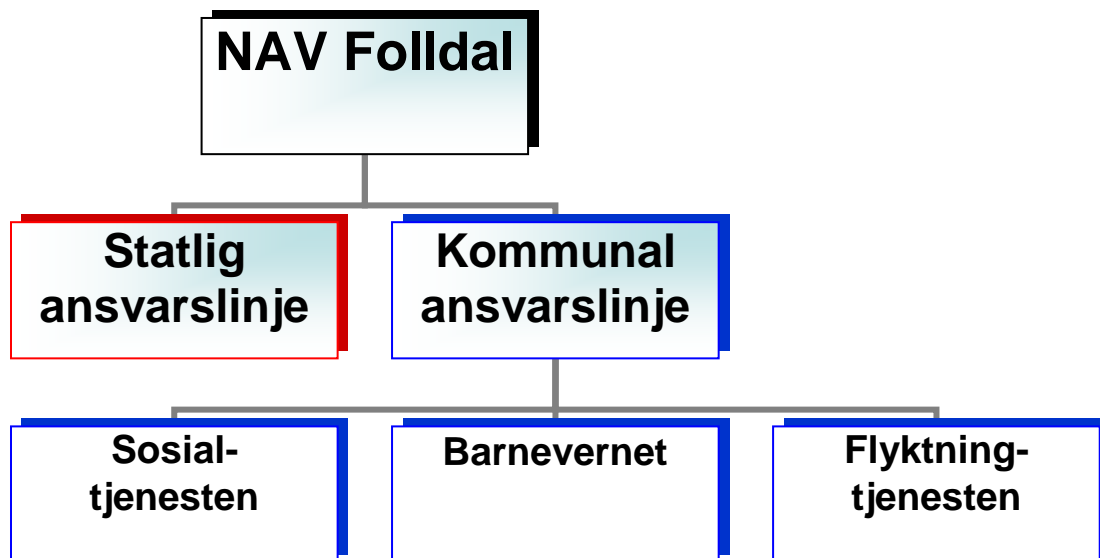 NAV Folldal
Statlig
ansvarslinje
Kommunal
ansvarslinje
Sosial-
tjenesten
Barnevernet
Flyktning-
tjenesten